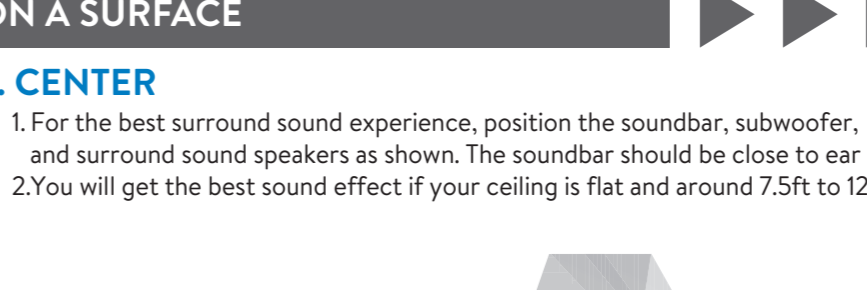 ON A SURFACE
. CENTER
1. For the best surround sound experience, position the soundbar, subwoofer,
and surround sound speakers as shown. The soundbar should be close to ear
2.You will get the best sound effect if your ceiling is flat and around 7.5ft to 12